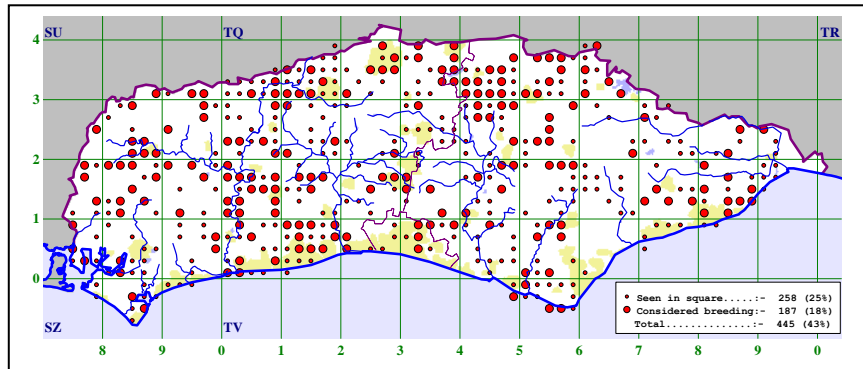 SU TQ TR
4
3
2
1
0
SZ TV
8 9 0 1 2 3 4 5 6 7 8 9 0
Seen in square.....:- 258 (25%)
Considered breeding:- 187 (18%)
Total..............:- 445 (43%)